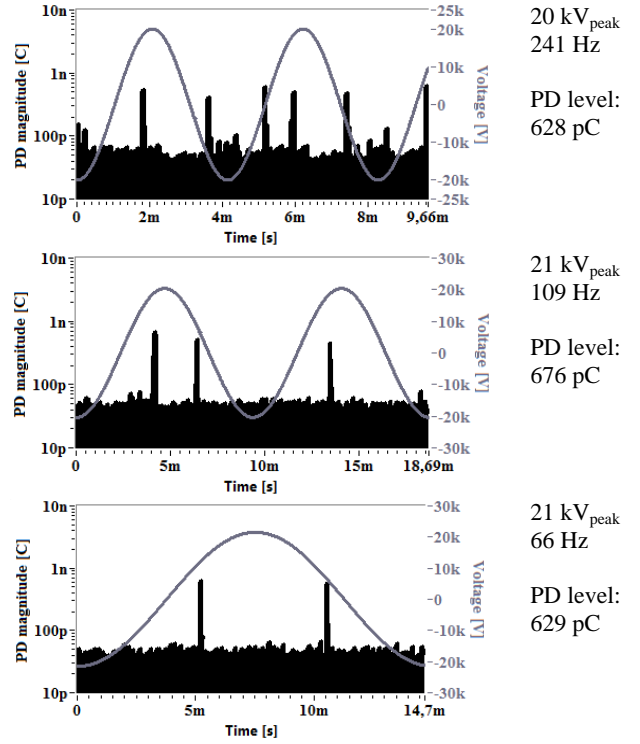 PD magnitude [C]
10n
1n
100p
10p
25k
20k
10k
0
-10k
-20k
-25k
Voltage [V]
0
2m
4m
6m
8m
9,66m
Time [s]
20 kVpeak
241 Hz
PD level:
628 pC
PD magnitude [C]
10n
1n
100p
10p
30k
20k
10k
0
-10k
-20k
-30k
Voltage [V]
0
5m
10m
15m
18,69m
Time [s]
21 kVpeak
109 Hz
PD level:
676 pC
PD magnitude [C]
10n
1n
100p
10p
30k
20k
10k
0
-10k
-20k
-30k
Voltage [V]
0
5m
10m
14,7m
Time [s]
21 kVpeak
66 Hz
PD level:
629 pC